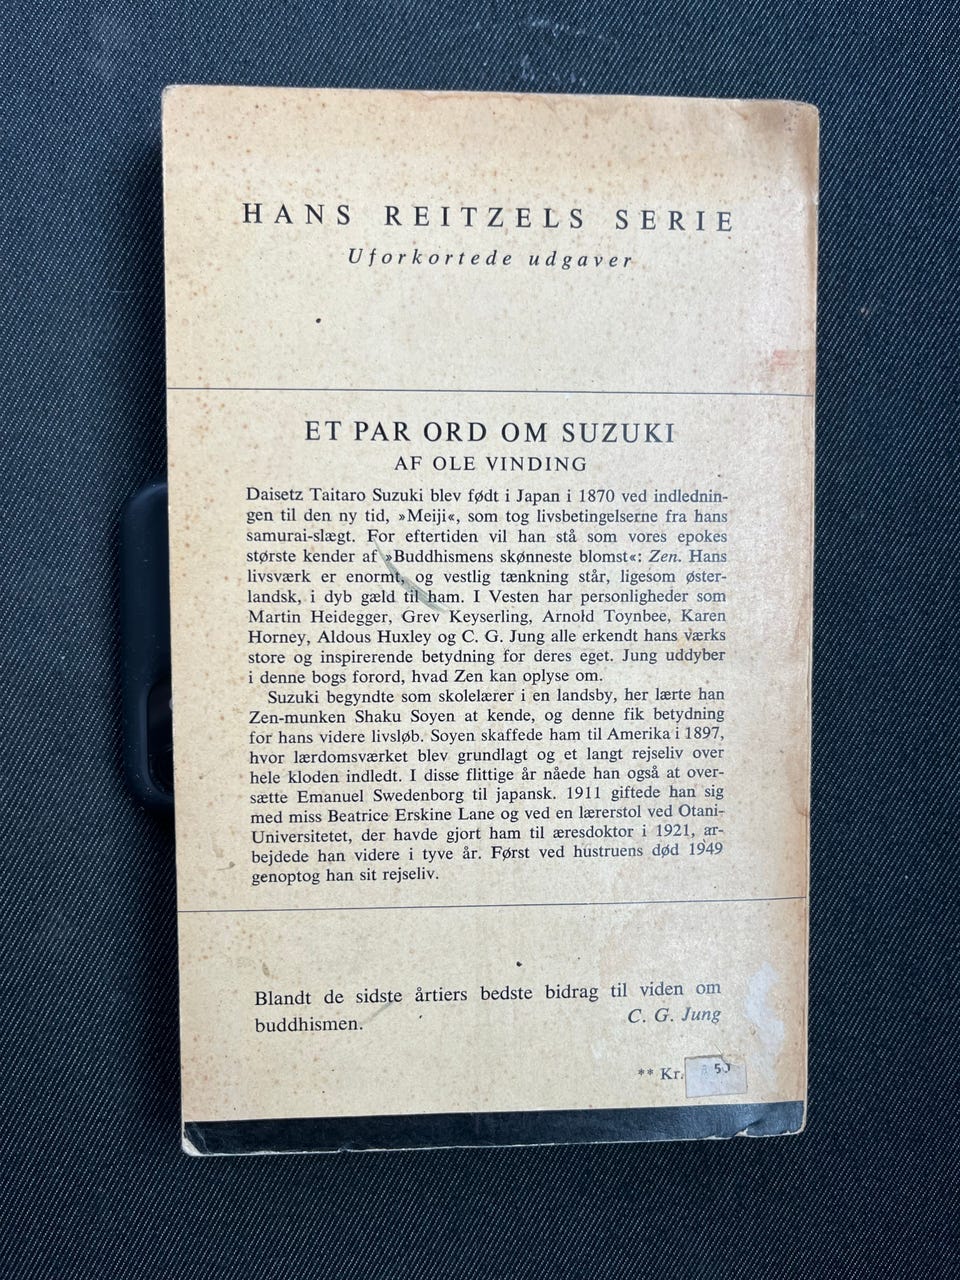 HANS REITZELS SERIE
Uforkortede udgaver
ET PAR ORD OM SUZUKI
AF OLE VINDING
Daisetz Taitaro Suzuki blev født i Japan i 1870 ved indlednin-
gen til den ny tid, »Meiji«, som tog livsbetingelserne fra hans
samurai-slægt. For eftertiden vil han stå som vores epokes
største kender af »Buddhismens skønneste blomst«: Zen. Hans
livsværk er enormt, og vestlig tænkning står, ligesom øster-
landsk, i dyb gæld til ham. I Vesten har personligheder som
Martin Heidegger, Grev Keyserling, Arnold Toynbee, Karen
Horney, Aldous Huxley og C. G. Jung alle erkendt hans værks
store og inspirerende betydning for deres eget. Jung uddyber
i denne bogs forord, hvad Zen kan oplyse om.
Suzuki begyndte som skolelærer i en landsby, her lærte han
Zen-munken Shaku Soyen at kende, og denne fik betydning
for hans videre livsløb. Soyen skaffede ham til Amerika i 1897,
hvor lærdomsværket blev grundlagt og et langt rejseliv over
hele kloden indledt. I disse flittige år nåede han også at over-
sætte Emanuel Swedenborg til japansk. 1911 giftede han sig
med miss Beatrice Erskine Lane og ved en lærerstol ved Otani-
Universitetet, der havde gjort ham til æresdoktor i 1921, ar-
bejdede han videre i tyve år. Først ved hustruens død 1949
genoptog han sit rejseliv.
Blandt de sidste årtiers bedste bidrag til viden om
buddhismen. C. G. Jung
** Kr.